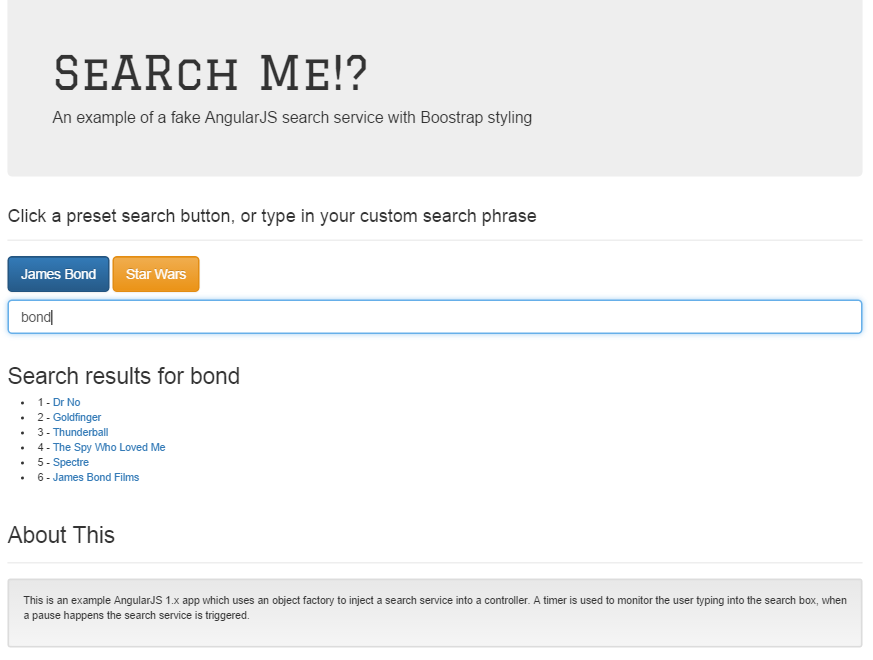 SeARch Me!?
An example of a fake AngularJS search service with Boostrap styling
Click a preset search button, or type in your custom search phrase
James Bond Star Wars
bond
Search results for bond
• 1 - Dr No
• 2 - Goldfinger
• 3 - Thunderball
• 4 - The Spy Who Loved Me
• 5 - Spectre
• 6 - James Bond Films
About This
This is an example AngularJS 1.x app which uses an object factory to inject a search service into a controller. A timer is used to monitor the user typing into the search box, when
a pause happens the search service is triggered.